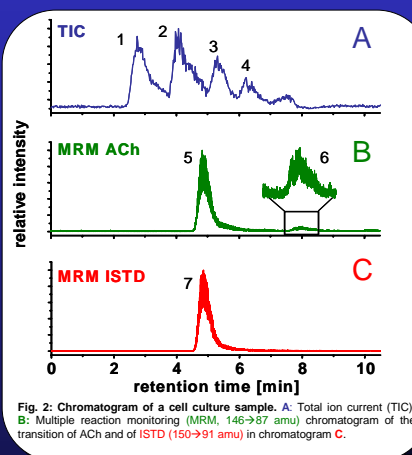 TIC
A
1
2
3
4
MRM ACh
B
5
6
MRM ISTD
C
7
relative intensity
0 2 4 6 8 10
retention time [min]
Fig. 2: Chromatogram of a cell culture sample. A: Total ion current (TIC)
B: Multiple reaction monitoring (MRM, 146→87 amu) chromatogram of the
transition of ACh and of ISTD (150→91 amu) in chromatogram C.